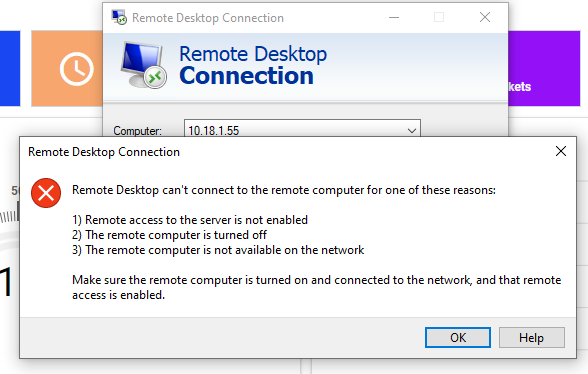 Remote Desktop Connection
Remote Desktop
Connection
kets
Computer:
10.18.1.55
Remote Desktop Connection
Remote Desktop can't connect to the remote computer for one of these reasons:
1) Remote access to the server is not enabled
2) The remote computer is turned off
3) The remote computer is not available on the network
Make sure the remote computer is turned on and connected to the network, and that remote
access is enabled.
OK
Help
1